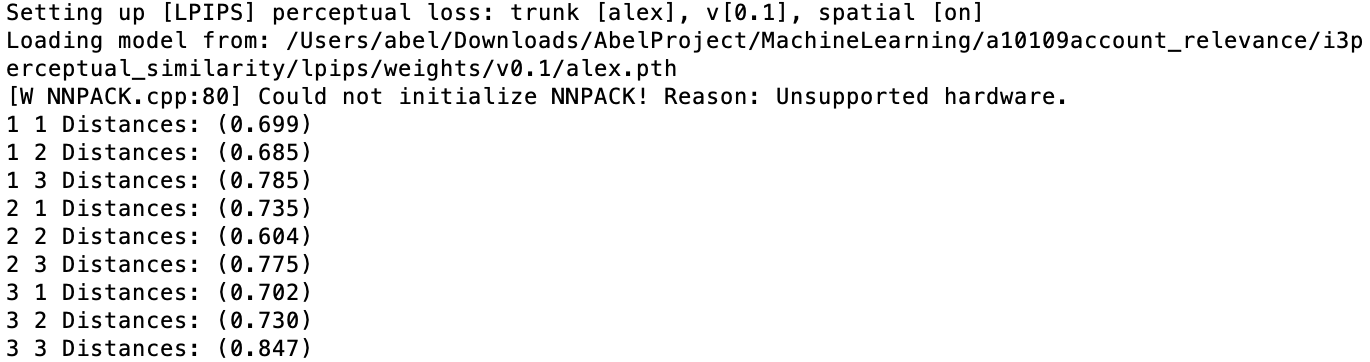 Setting up [LPIPS] perceptual loss: trunk [alex], v[0.1], spatial [on]
Loading model from: /Users/abel/Downloads/AbelProject/MachineLearning/a10109account_relevance/i3p
erceptual_similarity/lpips/weights/v0.1/alex.pth
[W NNPACK.cpp:80] Could not initialize NNPACK! Reason: Unsupported hardware.
1 1 Distances: (0.699)
1 2 Distances: (0.685)
1 3 Distances: (0.785)
2 1 Distances: (0.735)
2 2 Distances: (0.604)
2 3 Distances: (0.775)
3 1 Distances: (0.702)
3 2 Distances: (0.730)
3 3 Distances: (0.847)